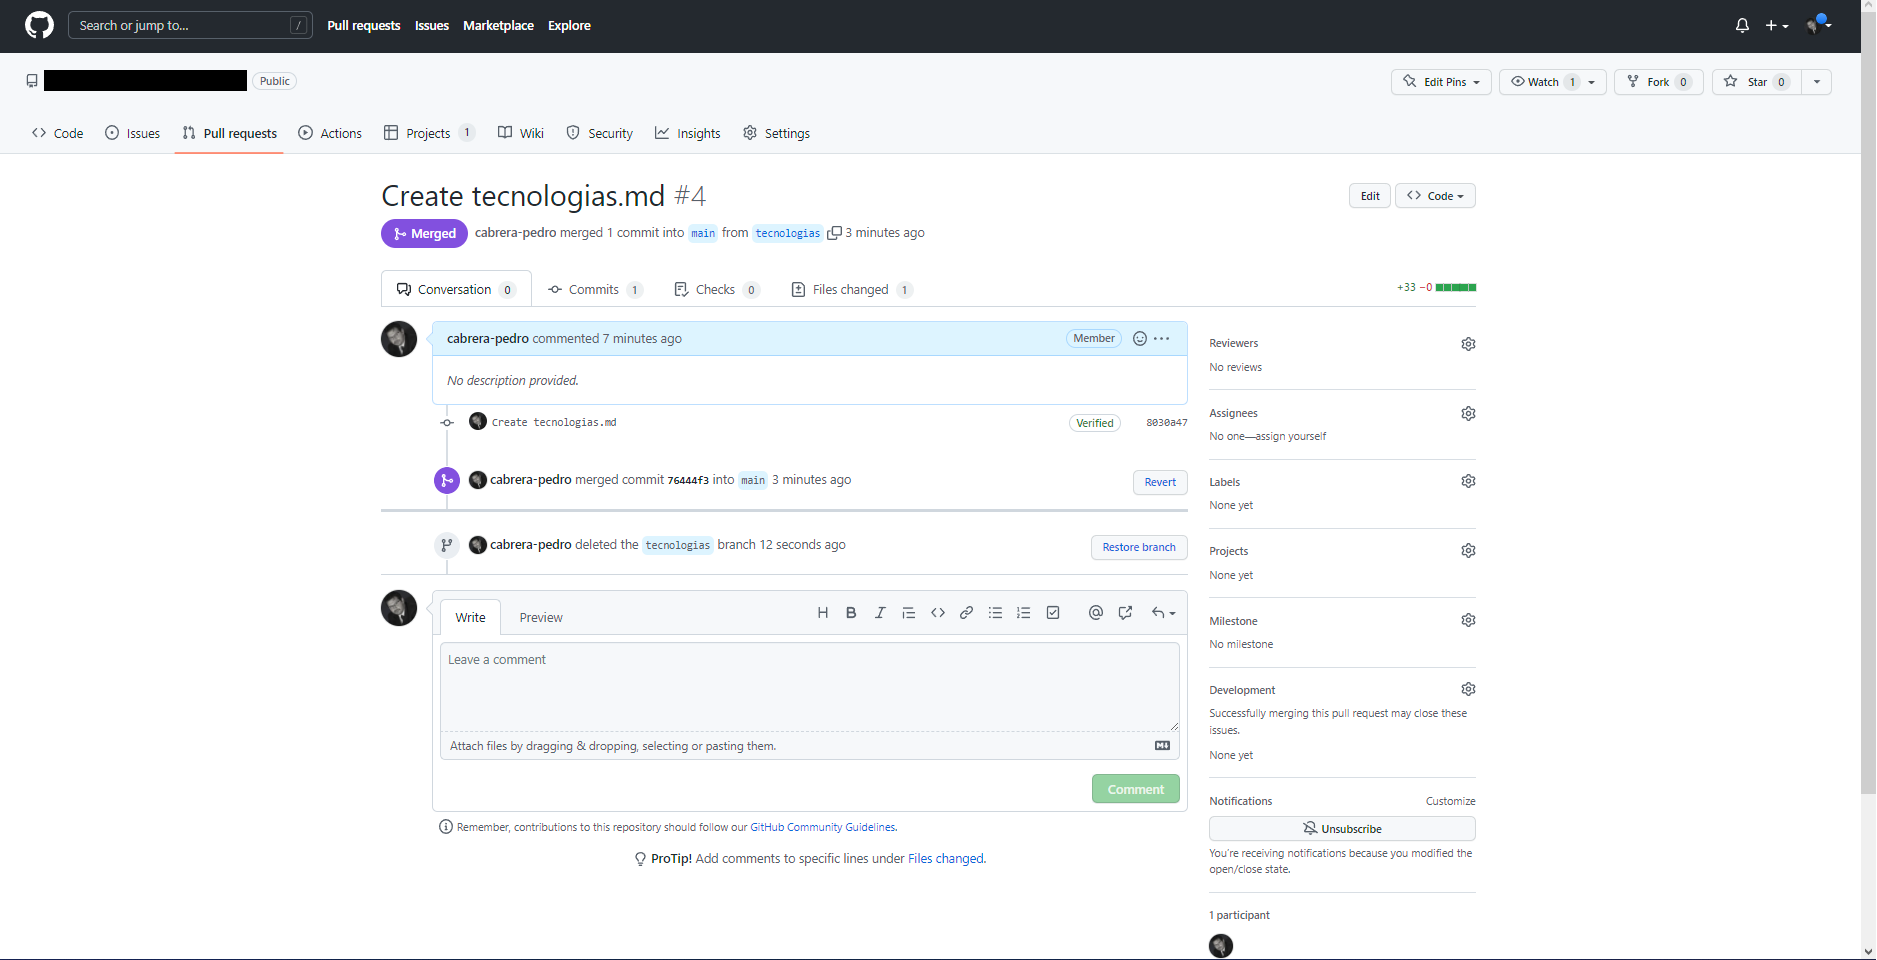 Search or jump to... /
Pull requests Issues Marketplace Explore
Public
Edit Pins Watch 1 Fork 0 Star 0
Code Issues Pull requests Actions Projects 1 Wiki Security Insights Settings
Create tecnologias.md #4
Edit Code
Merged cabrera-pedro merged 1 commit into main from tecnologias 3 minutes ago
Conversation 0 Commits 1 Checks 0 Files changed 1
+33 −0
cabrera-pedro commented 7 minutes ago Member
No description provided.
Create tecnologias.md Verified 8030a47
cabrera-pedro merged commit 76444f3 into main 3 minutes ago Revert
cabrera-pedro deleted the tecnologias branch 12 seconds ago Restore branch
Write Preview
Leave a comment
Attach files by dragging & dropping, selecting or pasting them.
Comment
Remember, contributions to this repository should follow our GitHub Community Guidelines.
ProTip! Add comments to specific lines under Files changed.
Reviewers
No reviews
Assignees
No one—assign yourself
Labels
None yet
Projects
None yet
Milestone
No milestone
Development
Successfully merging this pull request may close these
issues.
None yet
Notifications Customize
Unsubscribe
You're receiving notifications because you modified the
open/close state.
1 participant